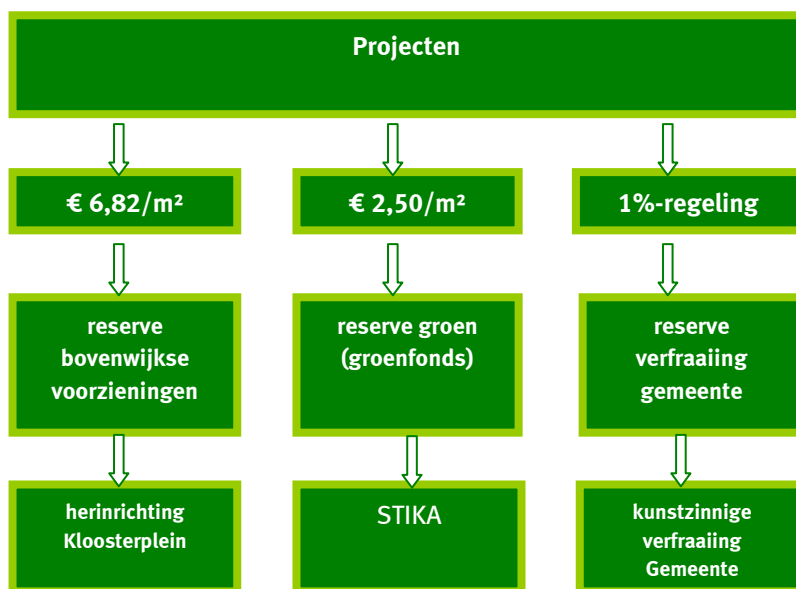 Projecten
€ 6,82/m²
€ 2,50/m²
1%-regeling
reserve
bovenwijkse
voorzieningen
reserve groen
(groenfonds)
reserve
verfraaiing
gemeente
herinrichting
Kloosterplein
STIKA
kunstzinnige
verfraaiing
Gemeente